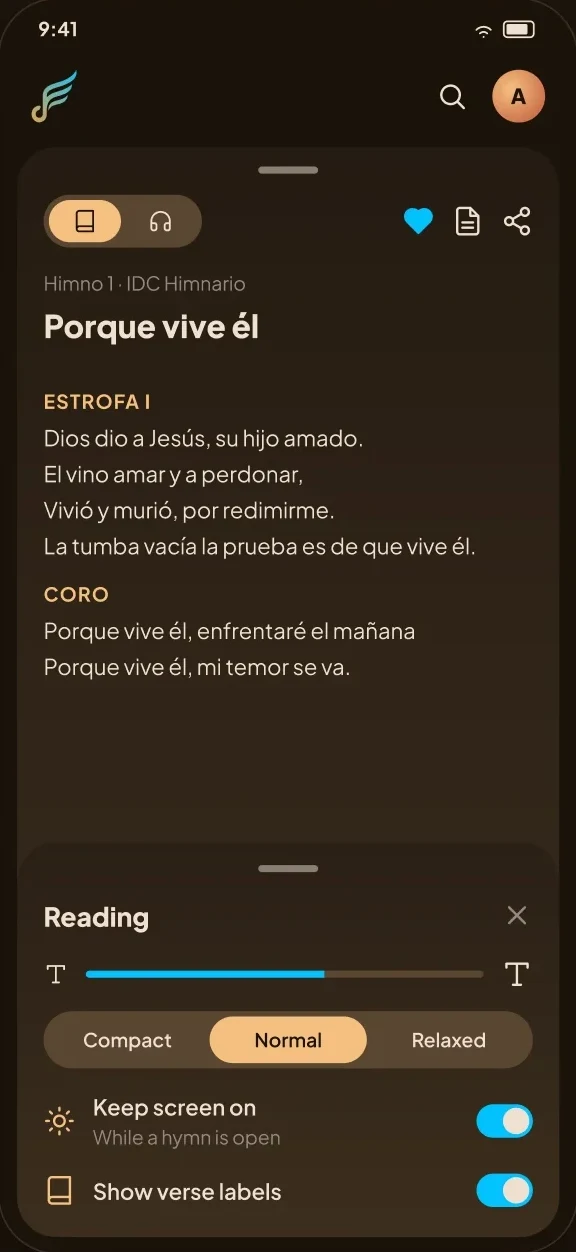 9:41
A
Himno 1 · IDC Himnario
Porque vive él
ESTROFA I
Dios dio a Jesús, su hijo amado.
El vino amar y a perdonar,
Vivió y murió, por redimirme.
La tumba vacía la prueba es de que vive él.
CORO
Porque vive él, enfrentaré el mañana
Porque vive él, mi temor se va.
Reading
T T
Compact Normal Relaxed
Keep screen on
While a hymn is open
Show verse labels